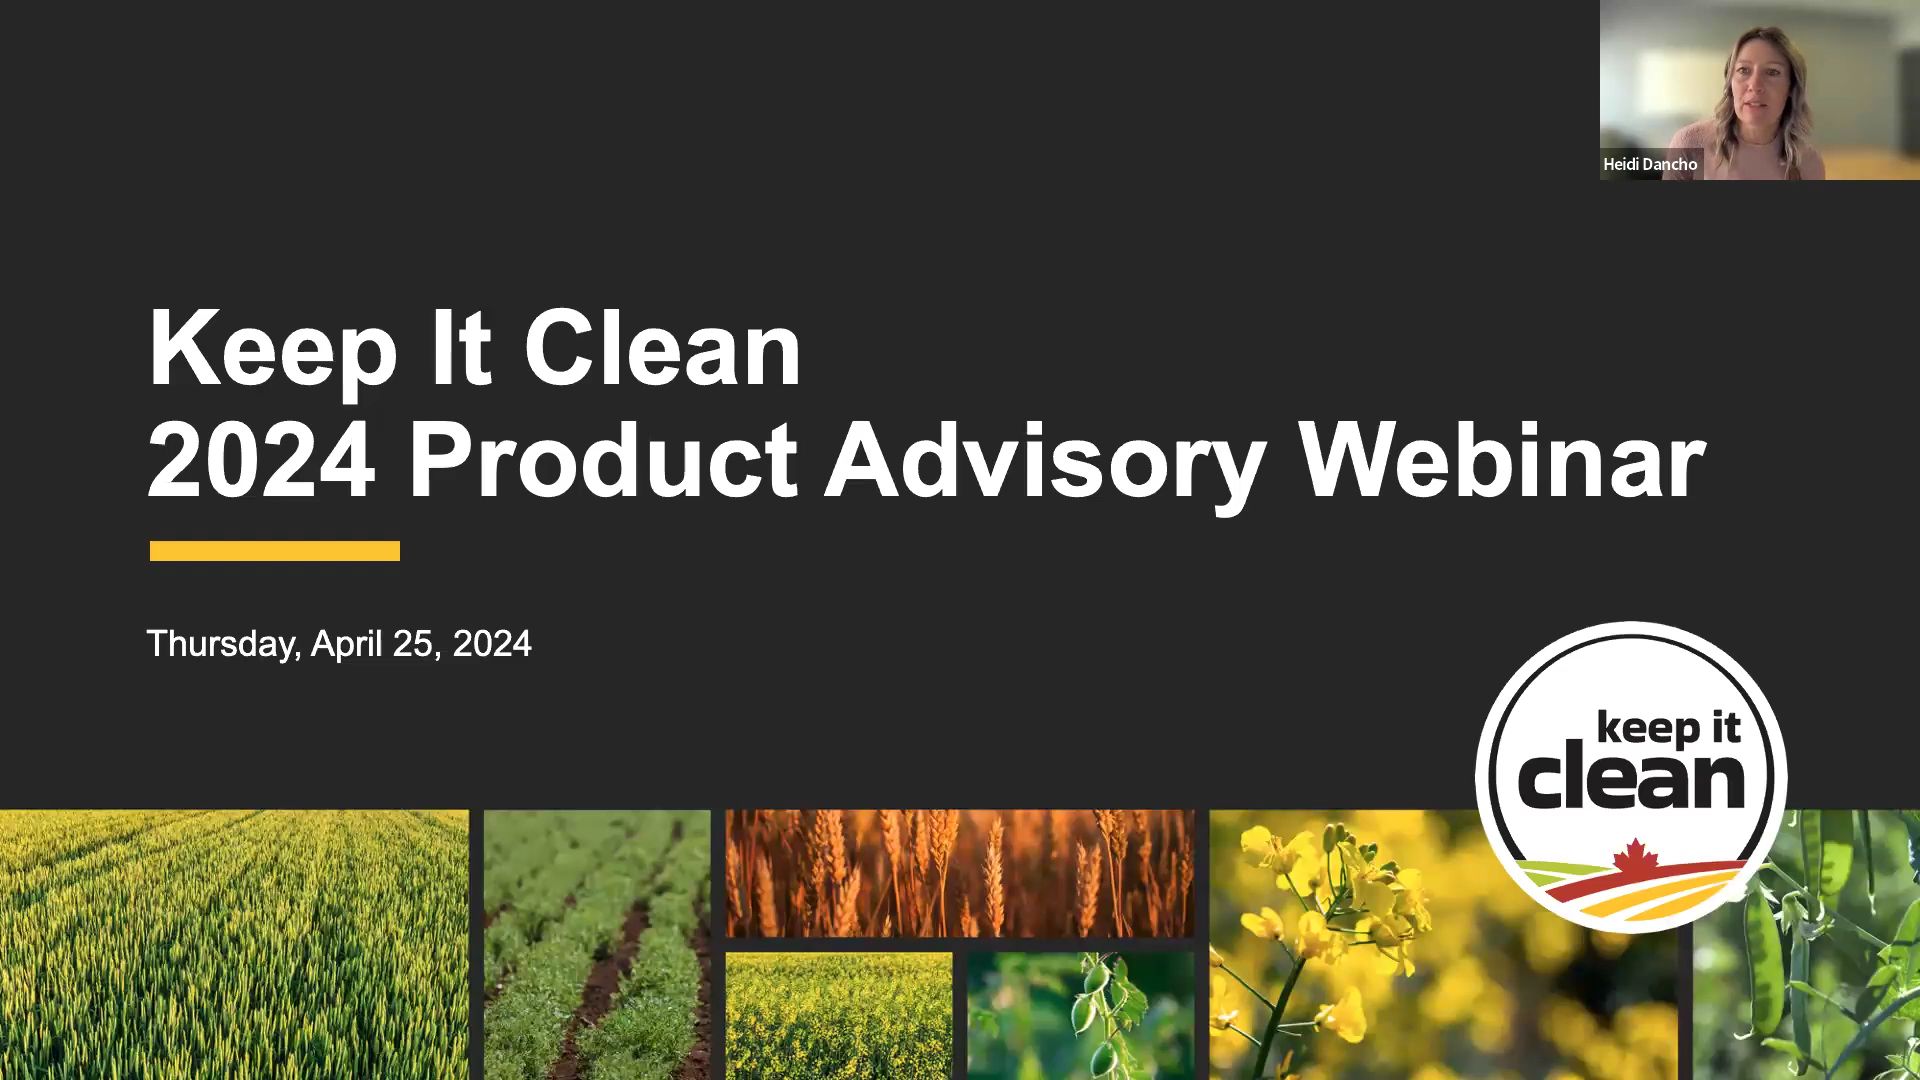 Heidi Dancho
Keep It Clean
2024 Product Advisory Webinar
Thursday, April 25, 2024
keep it
clean